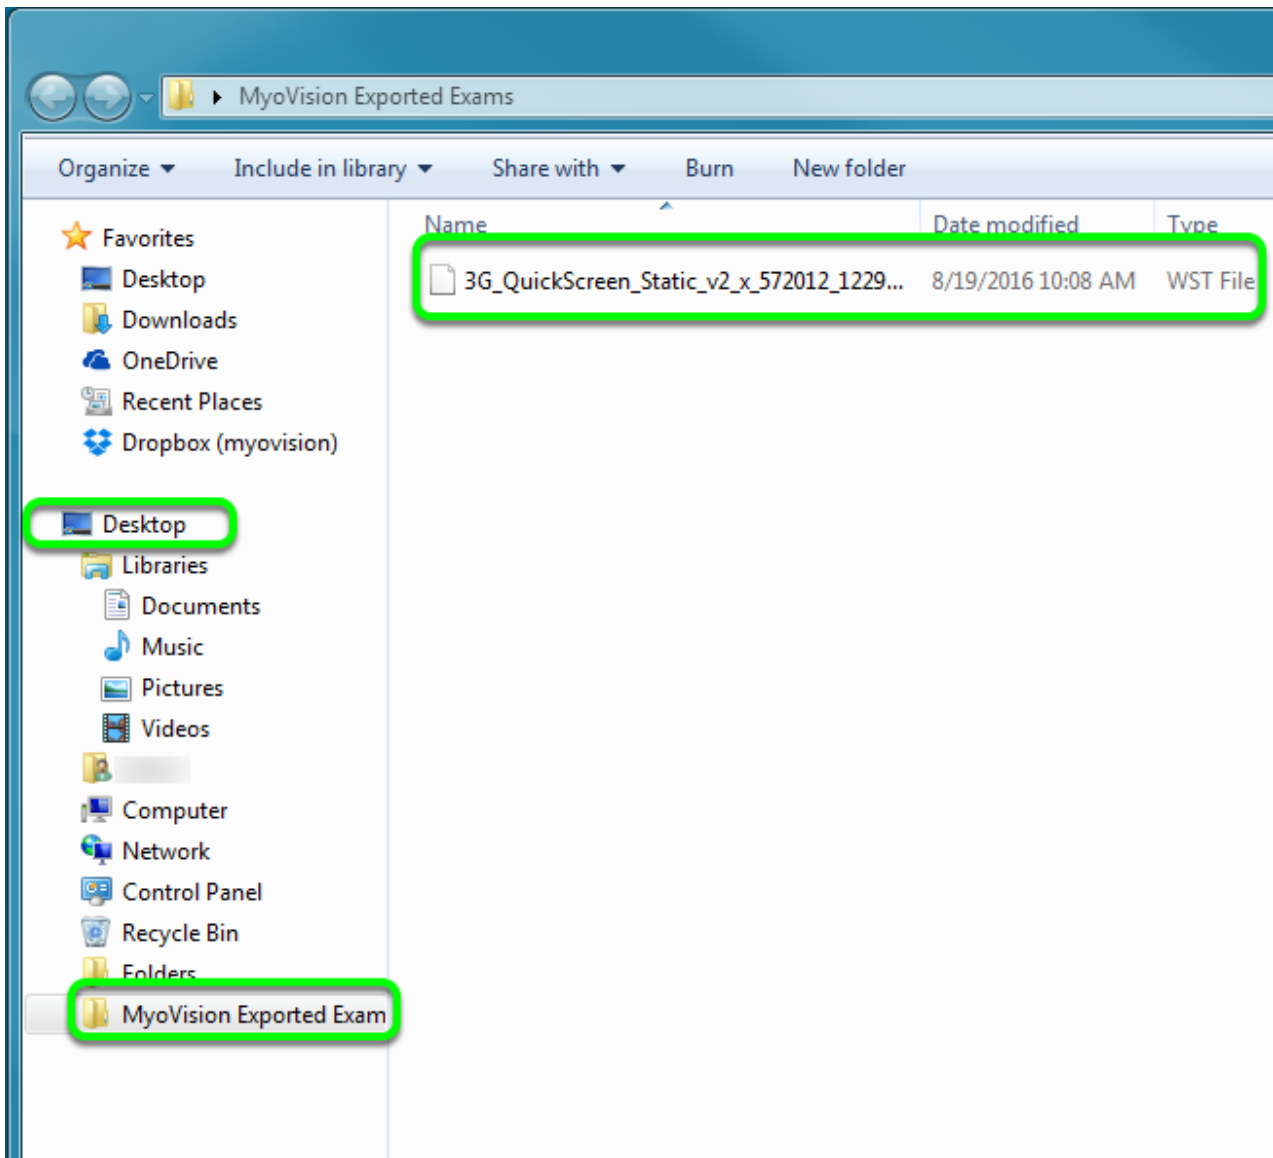 MyoVision Exported Exams
Organize Include in library Share with Burn New folder
Name Date modified Type
Favorites
Desktop
Downloads
OneDrive
Recent Places
Dropbox (myovision)
Desktop
Libraries
Documents
Music
Pictures
Videos
Computer
Network
Control Panel
Recycle Bin
Folders
MyoVision Exported Exam
3G_QuickScreen_Static_v2_x_572012_1229... 8/19/2016 10:08 AM WST File